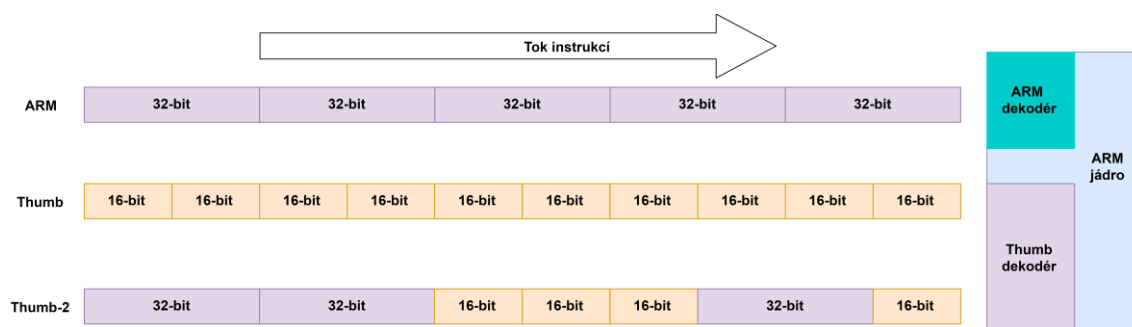 Tok instrukcí
ARM
32-bit 32-bit 32-bit 32-bit 32-bit
Thumb
16-bit 16-bit 16-bit 16-bit 16-bit 16-bit 16-bit 16-bit 16-bit 16-bit
Thumb-2
32-bit 32-bit 16-bit 16-bit 16-bit 32-bit 16-bit
ARM
dekodér
Thumb
dekodér
ARM
jádro